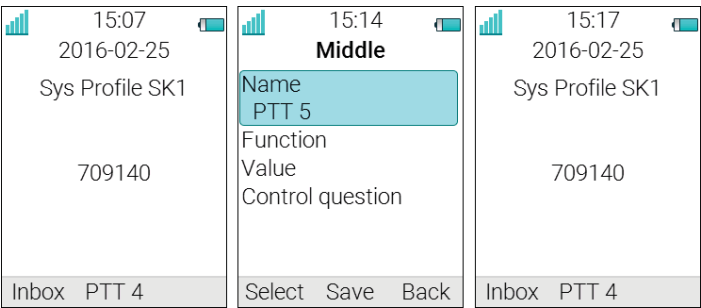 15:07
2016-02-25
Sys Profile SK1
709140
Inbox PTT 4
15:14
Middle
Name
PTT 5
Function
Value
Control question
Select Save Back
15:17
2016-02-25
Sys Profile SK1
709140
Inbox PTT 4